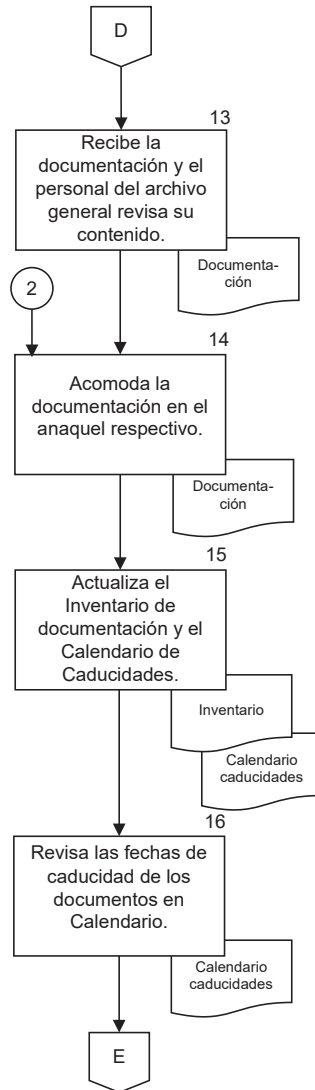 D
13
Recibe la
documentación y el
personal del archivo
general revisa su
contenido.
Documenta-
ción
2
14
Acomoda la
documentación en el
anaquel respectivo.
Documenta-
ción
15
Actualiza el
Inventario de
documentación y el
Calendario de
Caducidades.
Inventario
Calendario
caducidades
16
Revisa las fechas de
caducidad de los
documentos en
Calendario.
Calendario
caducidades
E